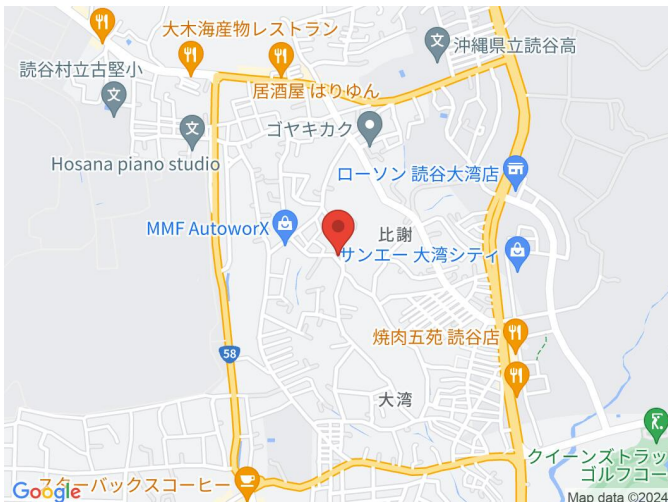 大木海産物レストラン
沖縄県立読谷高
読谷村立古堅小
居酒屋 はりゆん
ゴヤキカク
Hosana piano studio
ローソン 読谷大湾店
MMF AutoworX
比謝
サンエー 大湾シティ
焼肉五苑 読谷店
58
大湾
クイーンズトラッ
ゴルフコー
スターバックスコーヒー
Google
Map data ©2024